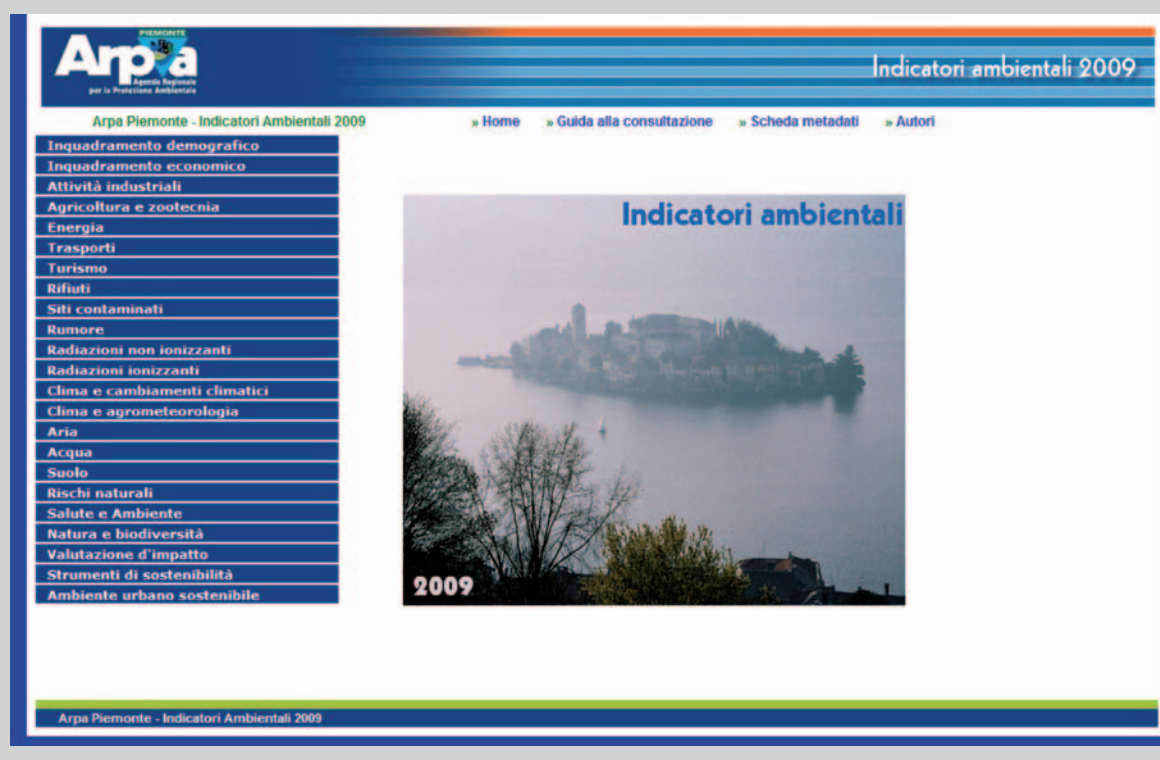 PIEMONTE
Arpa
Agenzia Regionale
per la Protezione Ambientale
Indicatori ambientali 2009
Arpa Piemonte - Indicatori Ambientali 2009
» Home » Guida alla consultazione » Scheda metadati » Autori
Inquadramento demografico
Inquadramento economico
Attività industriali
Agricoltura e zootecnia
Energia
Trasporti
Turismo
Rifiuti
Siti contaminati
Rumore
Radiazioni non ionizzanti
Radiazioni ionizzanti
Clima e cambiamenti climatici
Clima e agrometeorologia
Aria
Acqua
Suolo
Rischi naturali
Salute e Ambiente
Natura e biodiversità
Valutazione d'impatto
Strumenti di sostenibilità
Ambiente urbano sostenibile
Indicatori ambientali
2009
Arpa Piemonte - Indicatori Ambientali 2009